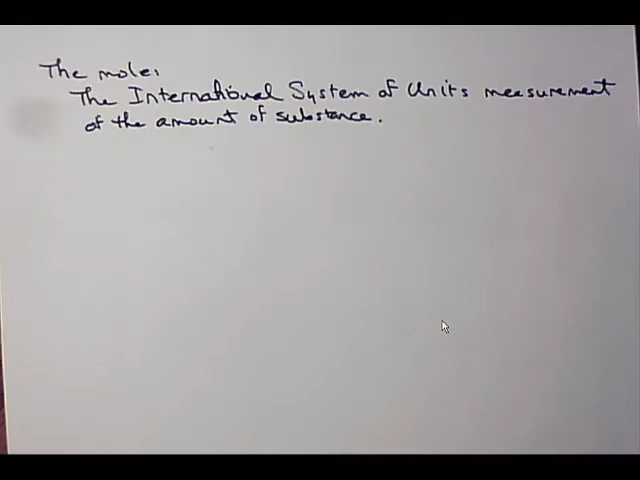 The mole:
The International System of Units measurement
of the amount of substance.